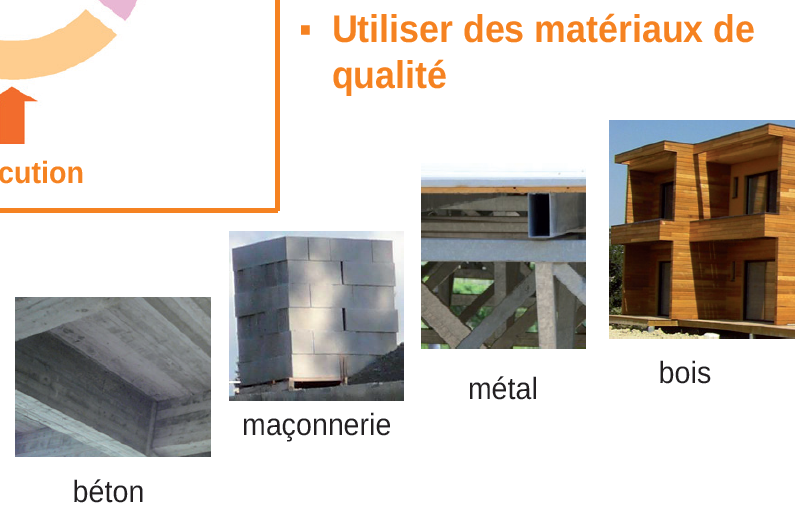 ▪ Utiliser des matériaux de
qualité
cution
bois
métal
maçonnerie
béton